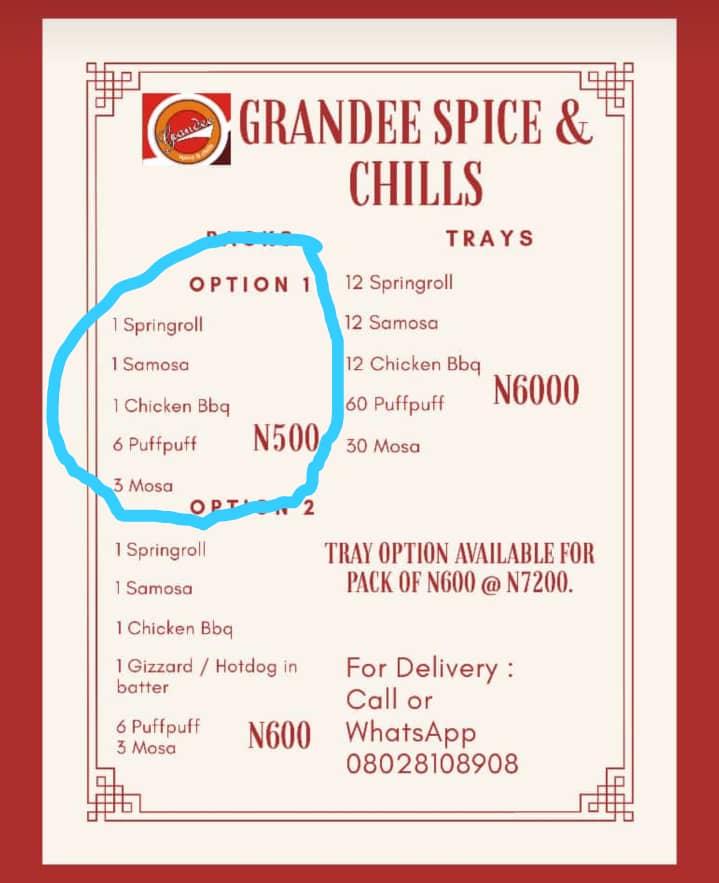 Grandee
GRANDEE SPICE &
CHILLS
PACKS
OPTION 1
1 Springroll
1 Samosa
1 Chicken Bbq
6 Puffpuff
3 Mosa
N500
OPTION 2
1 Springroll
1 Samosa
1 Chicken Bbq
1 Gizzard / Hotdog in
batter
6 Puffpuff
3 Mosa
N600
TRAYS
12 Springroll
12 Samosa
12 Chicken Bbq
60 Puffpuff
30 Mosa
N6000
TRAY OPTION AVAILABLE FOR
PACK OF N600 @ N7200.
For Delivery :
Call or
WhatsApp
08028108908